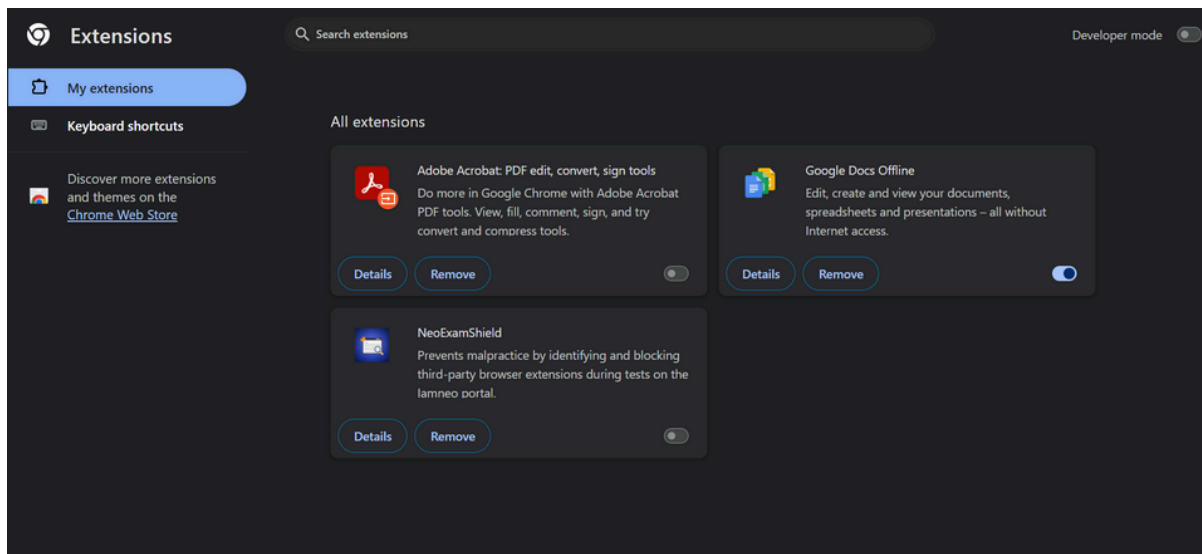 Extensions
Search extensions
Developer mode
My extensions
Keyboard shortcuts
Discover more extensions
and themes on the
Chrome Web Store
All extensions
Adobe Acrobat: PDF edit, convert, sign tools
Do more in Google Chrome with Adobe Acrobat
PDF tools. View, fill, comment, sign, and try
convert and compress tools.
Details
Remove
Google Docs Offline
Edit, create and view your documents,
spreadsheets and presentations – all without
Internet access.
Details
Remove
NeoExamShield
Prevents malpractice by identifying and blocking
third-party browser extensions during tests on the
Iamneo portal.
Details
Remove